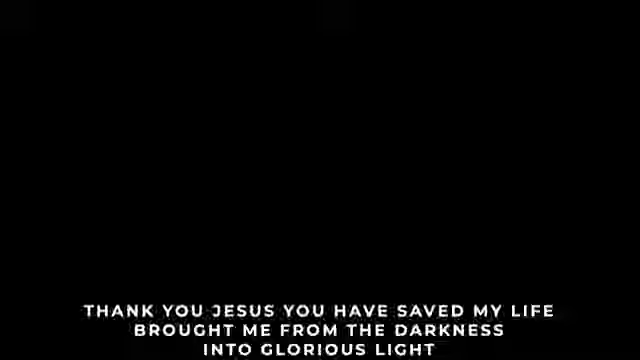 THANK YOU JESUS YOU HAVE SAVED MY LIFE
BROUGHT ME FROM THE DARKNESS
INTO GLORIOUS LIGHT